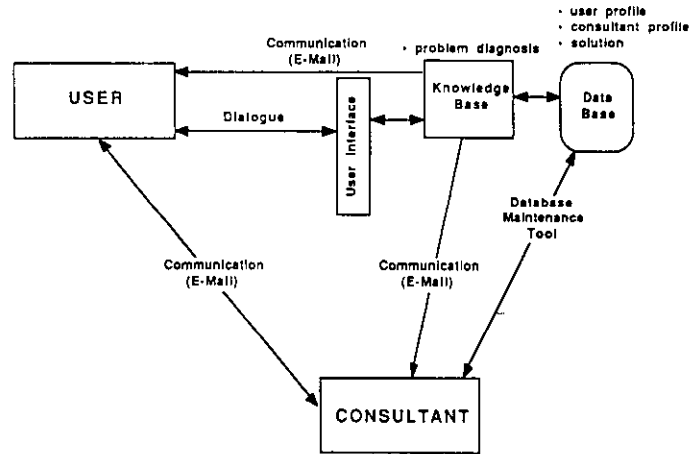 • user profile
• consultant profile
• solution
Communication
(E-Mail)
• problem diagnosis
USER
Knowledge
Base
Data
Base
Dialogue
User Interface
Database
Maintenance
Tool
Communication
(E-Mail)
Communication
(E-Mail)
CONSULTANT